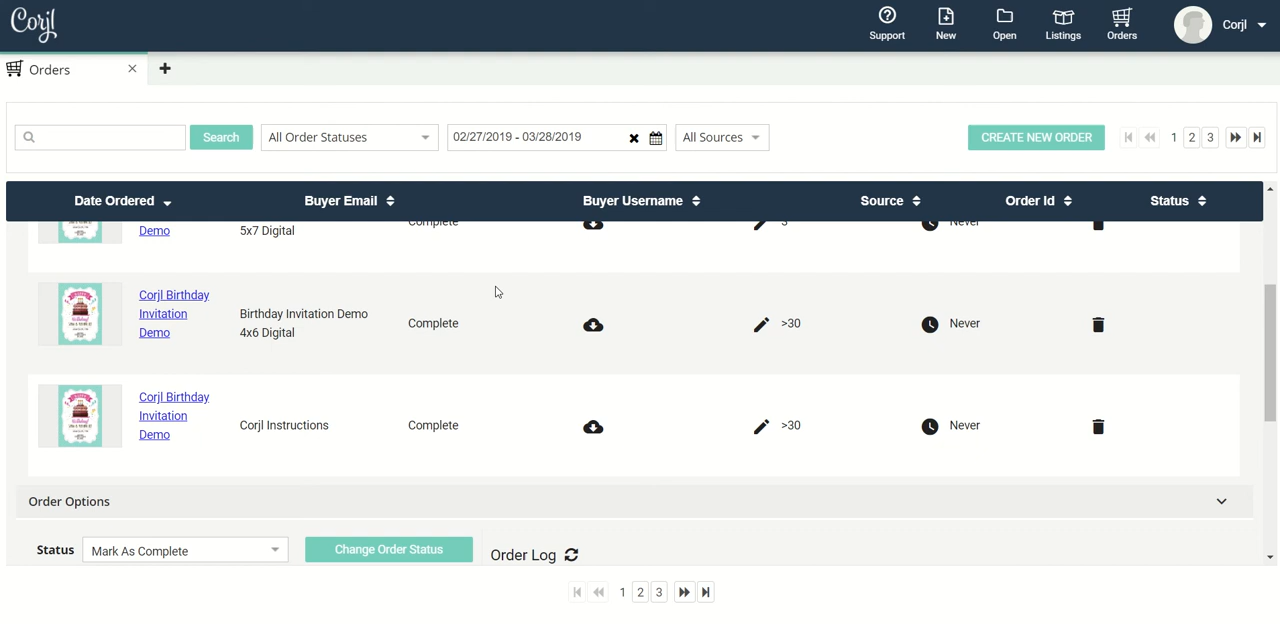 Corjl
Support
New
Open
Listings
Orders
Corjl
Orders
Search
All Order Statuses
02/27/2019 - 03/28/2019
All Sources
CREATE NEW ORDER
1 2 3
Date Ordered Buyer Email Buyer Username Source Order Id Status
Demo
5x7 Digital
Complete
3
Never
Corjl Birthday
Invitation
Demo
Birthday Invitation Demo
4x6 Digital
Complete
>30
Never
Corjl Birthday
Invitation
Demo
Corjl Instructions
Complete
>30
Never
Order Options
Status
Mark As Complete
Change Order Status
Order Log
1 2 3